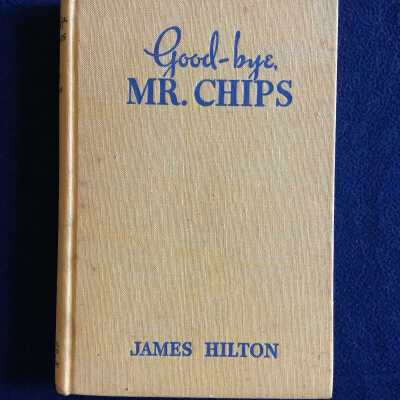 Good-bye,
MR. CHIPS
JAMES HILTON